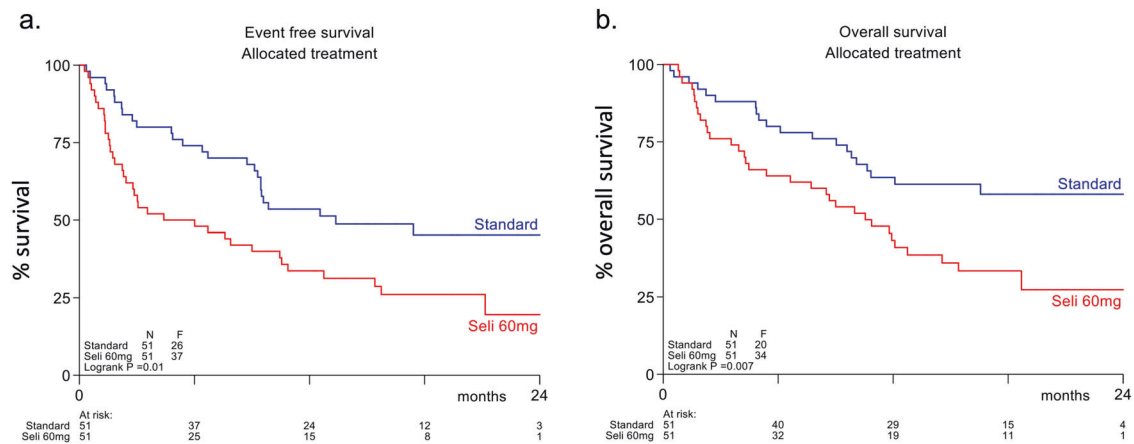 a.
Event free survival
Allocated treatment
100
75
50
25
0
% survival
Standard
Seli 60mg
N F
Standard 51 26
Seli 60mg 51 37
Logrank P =0.01
0 months 24
At risk:
Standard 51 37 24 12 3
Seli 60mg 51 25 15 8 1
b.
Overall survival
Allocated treatment
100
75
50
25
0
% overall survival
Standard
Seli 60mg
N F
Standard 51 20
Seli 60mg 51 34
Logrank P =0.007
0 months 24
At risk:
Standard 51 40 29 15 4
Seli 60mg 51 32 19 11 1